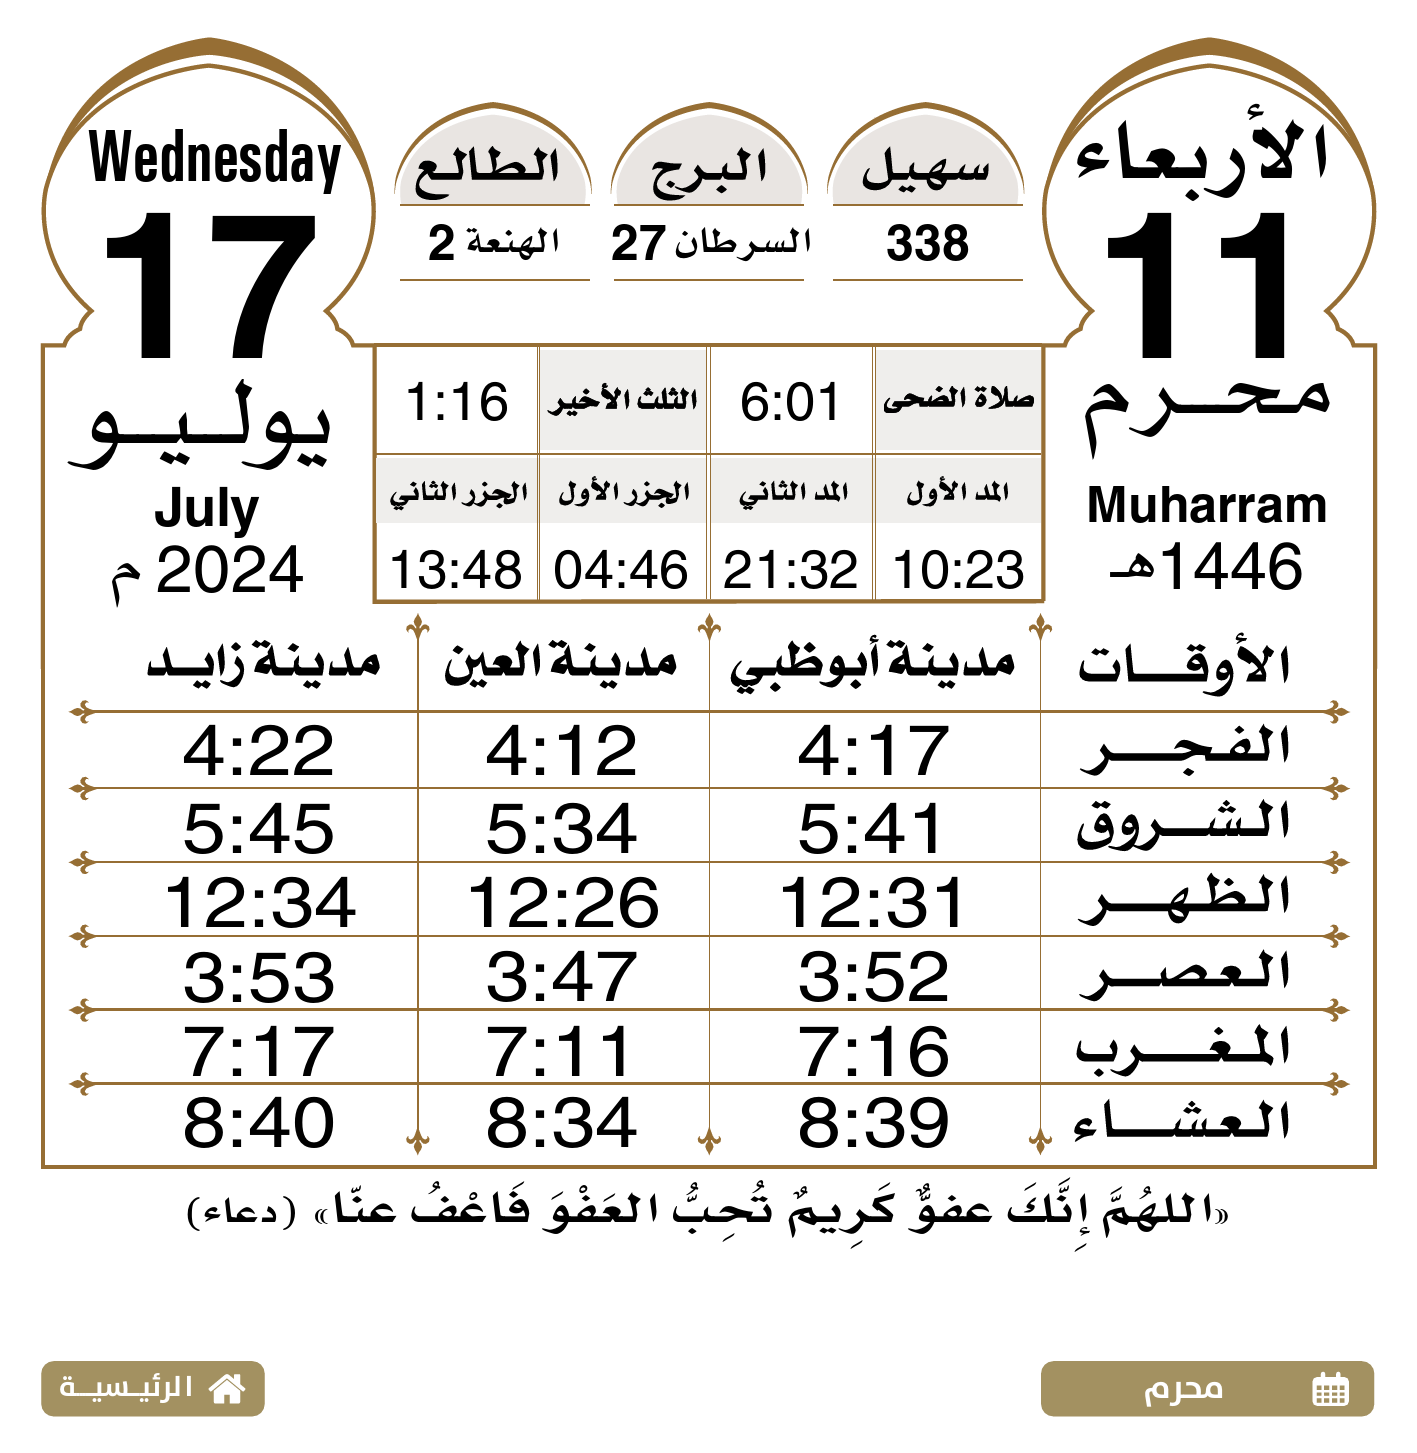 الأربعاء
11
محرم
Muharram
1446هـ
سهيل
338
البرج
السرطان 27
الطالع
الهنعة 2
Wednesday
17
يوليو
July
2024 م
صلاة الضحى 6:01 الثلث الأخير 1:16
المد الأول المد الثاني الجزر الأول الجزر الثاني
10:23 21:32 04:46 13:48
الأوقات مدينة أبوظبي مدينة العين مدينة زايد
الفجر 4:17 4:12 4:22
الشروق 5:41 5:34 5:45
الظهر 12:31 12:26 12:34
العصر 3:52 3:47 3:53
المغرب 7:16 7:11 7:17
العشاء 8:39 8:34 8:40
«اللهُمَّ إِنَّكَ عفوٌّ كَرِيمٌ تُحِبُّ العَفْوَ فَاعْفُ عنّا» (دعاء)
محرم
الرئيسية